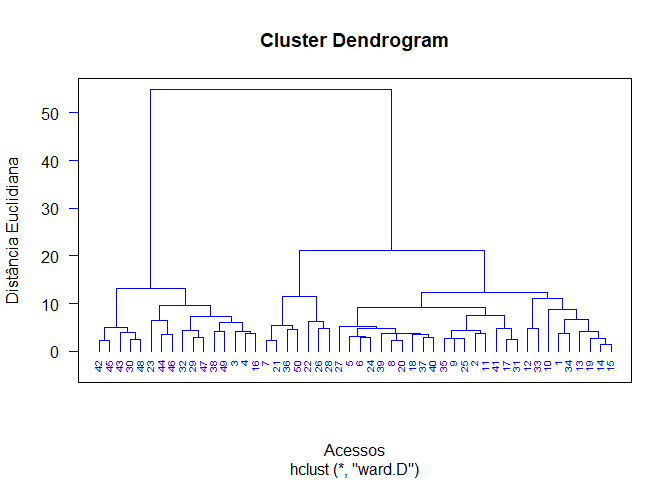 Cluster Dendrogram
Distância Euclidiana
50
40
30
20
10
0
42 45 43 30 48 23 44 46 32 29 47 38 49 3 4 16 7 21 36 50 22 26 28 27 5 6 24 39 8 20 18 37 40 35 9 25 2 11 41 17 31 12 33 10 1 34 13 19 14 15
Acessos
hclust (*, "ward.D")